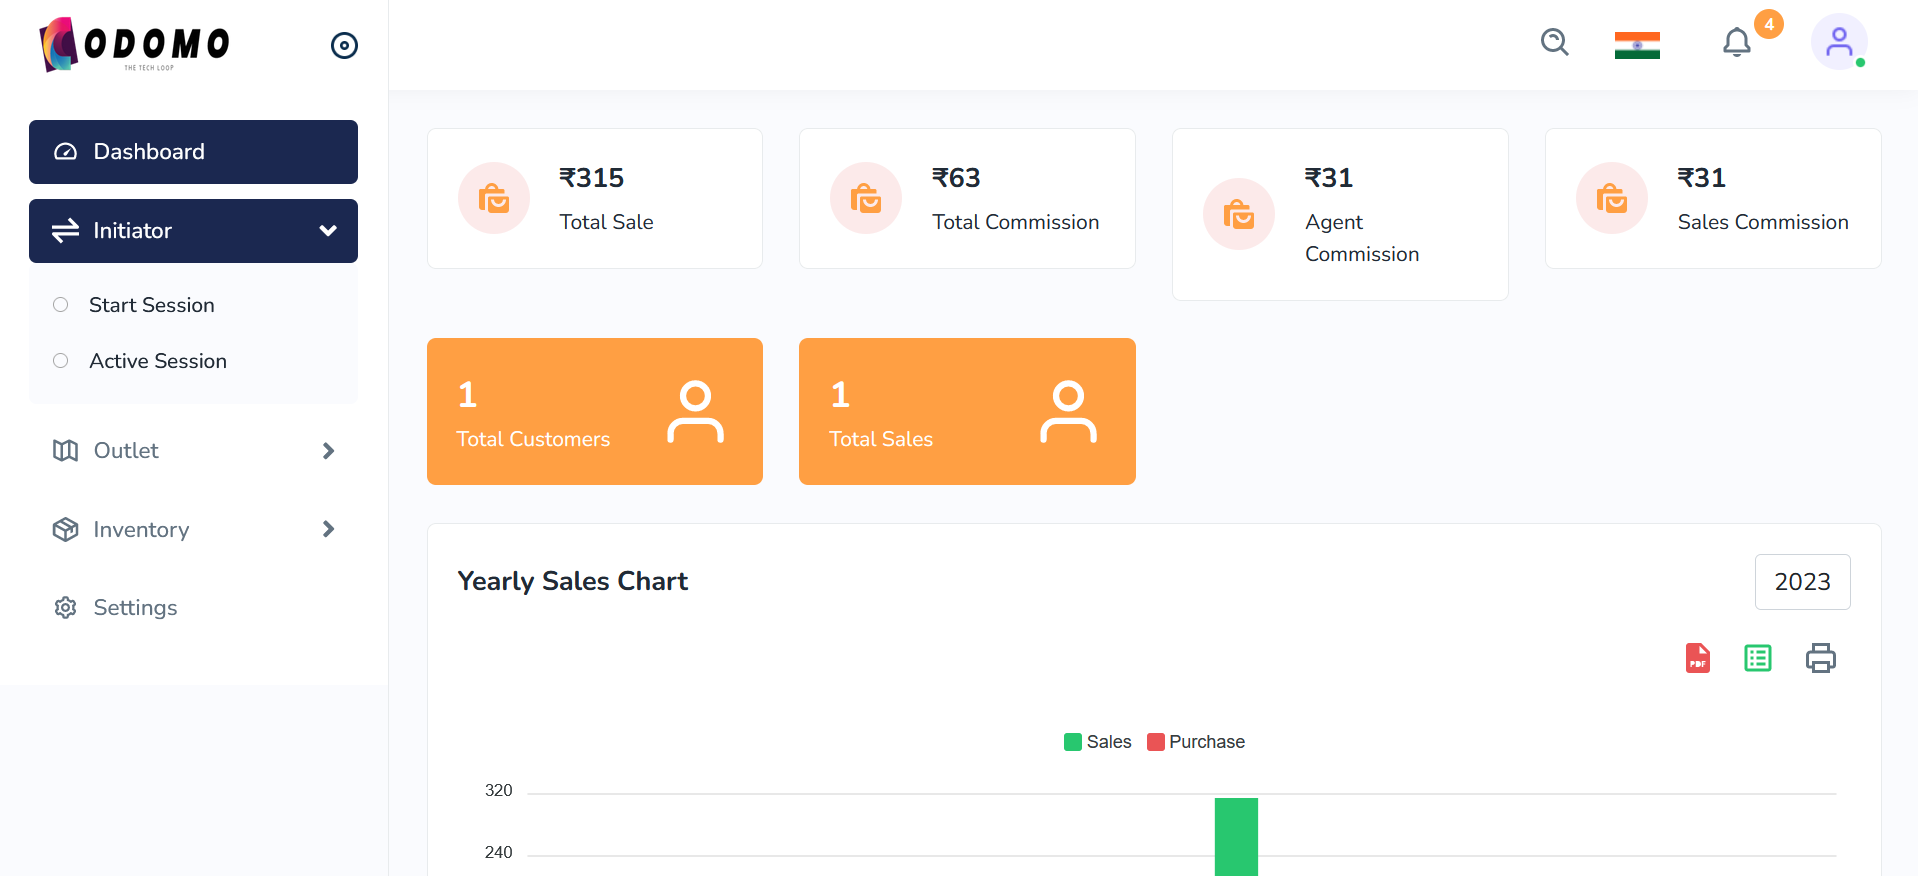 ODOMO
THE TECH LOOP
4
Dashboard
Initiator
Start Session
Active Session
Outlet
Inventory
Settings
₹315
Total Sale
₹63
Total Commission
₹31
Agent
Commission
₹31
Sales Commission
1
Total Customers
1
Total Sales
Yearly Sales Chart
2023
PDF
Sales
Purchase
320
240